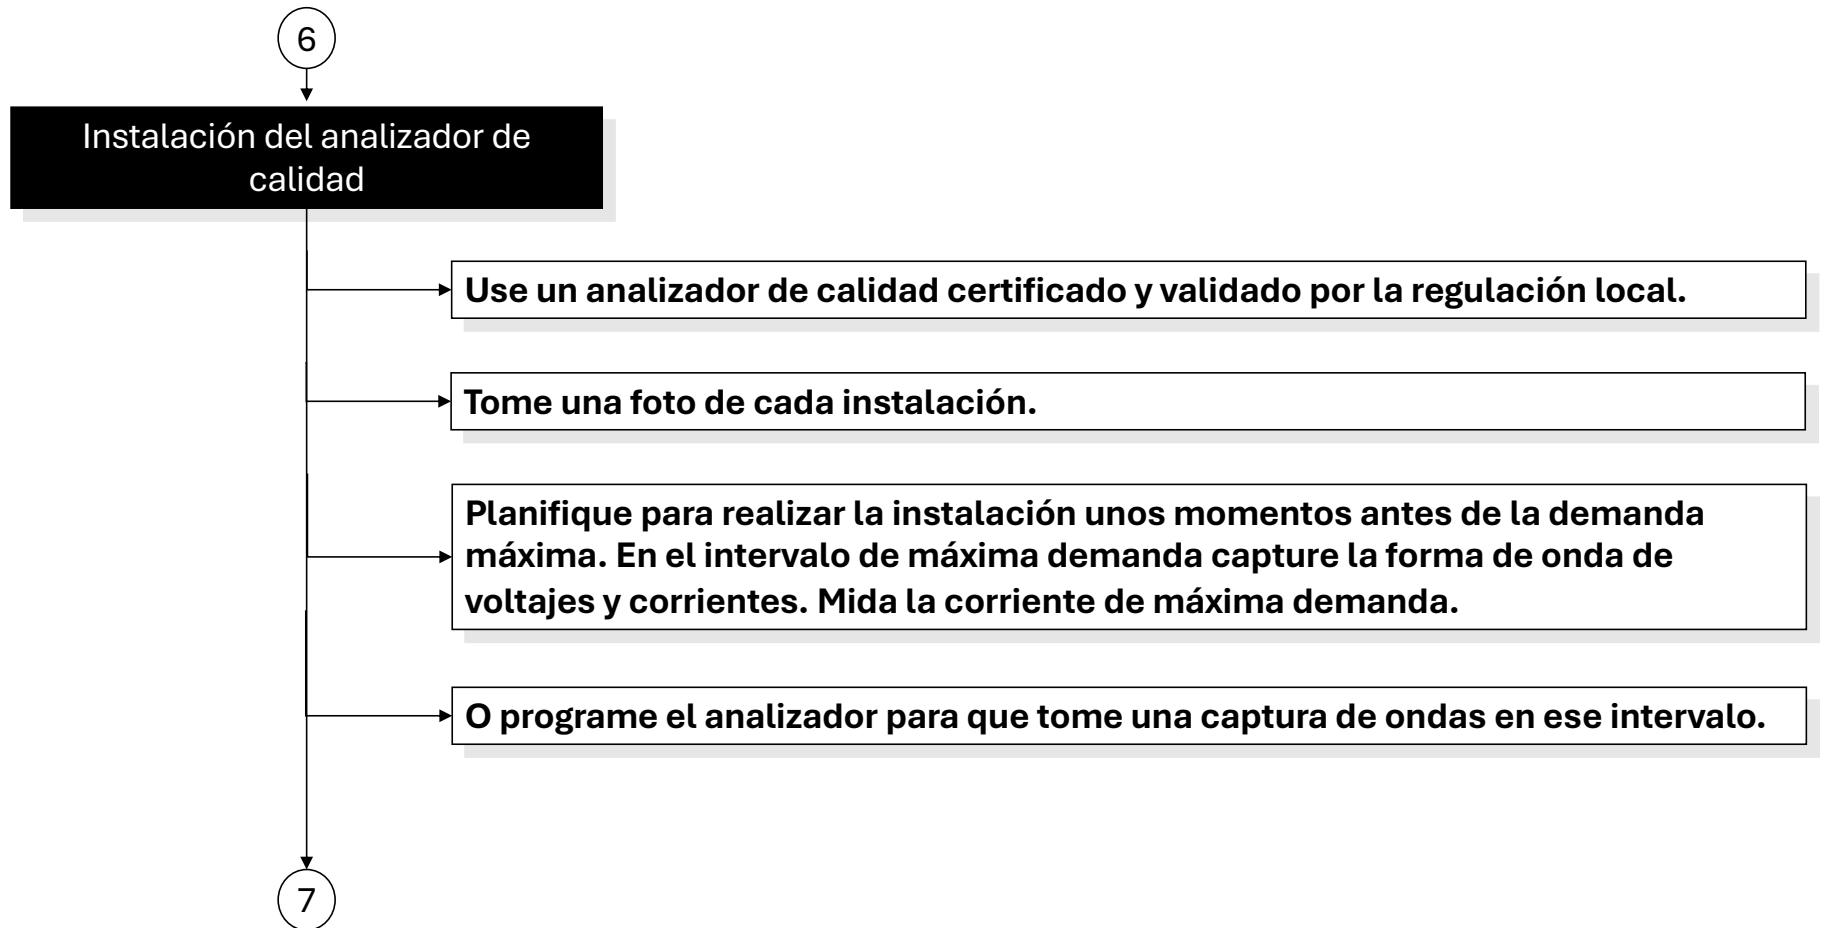 6
Instalación del analizador de
calidad
Use un analizador de calidad certificado y validado por la regulación local.
Tome una foto de cada instalación.
Planifique para realizar la instalación unos momentos antes de la demanda
máxima. En el intervalo de máxima demanda capture la forma de onda de
voltajes y corrientes. Mida la corriente de máxima demanda.
O programe el analizador para que tome una captura de ondas en ese intervalo.
7